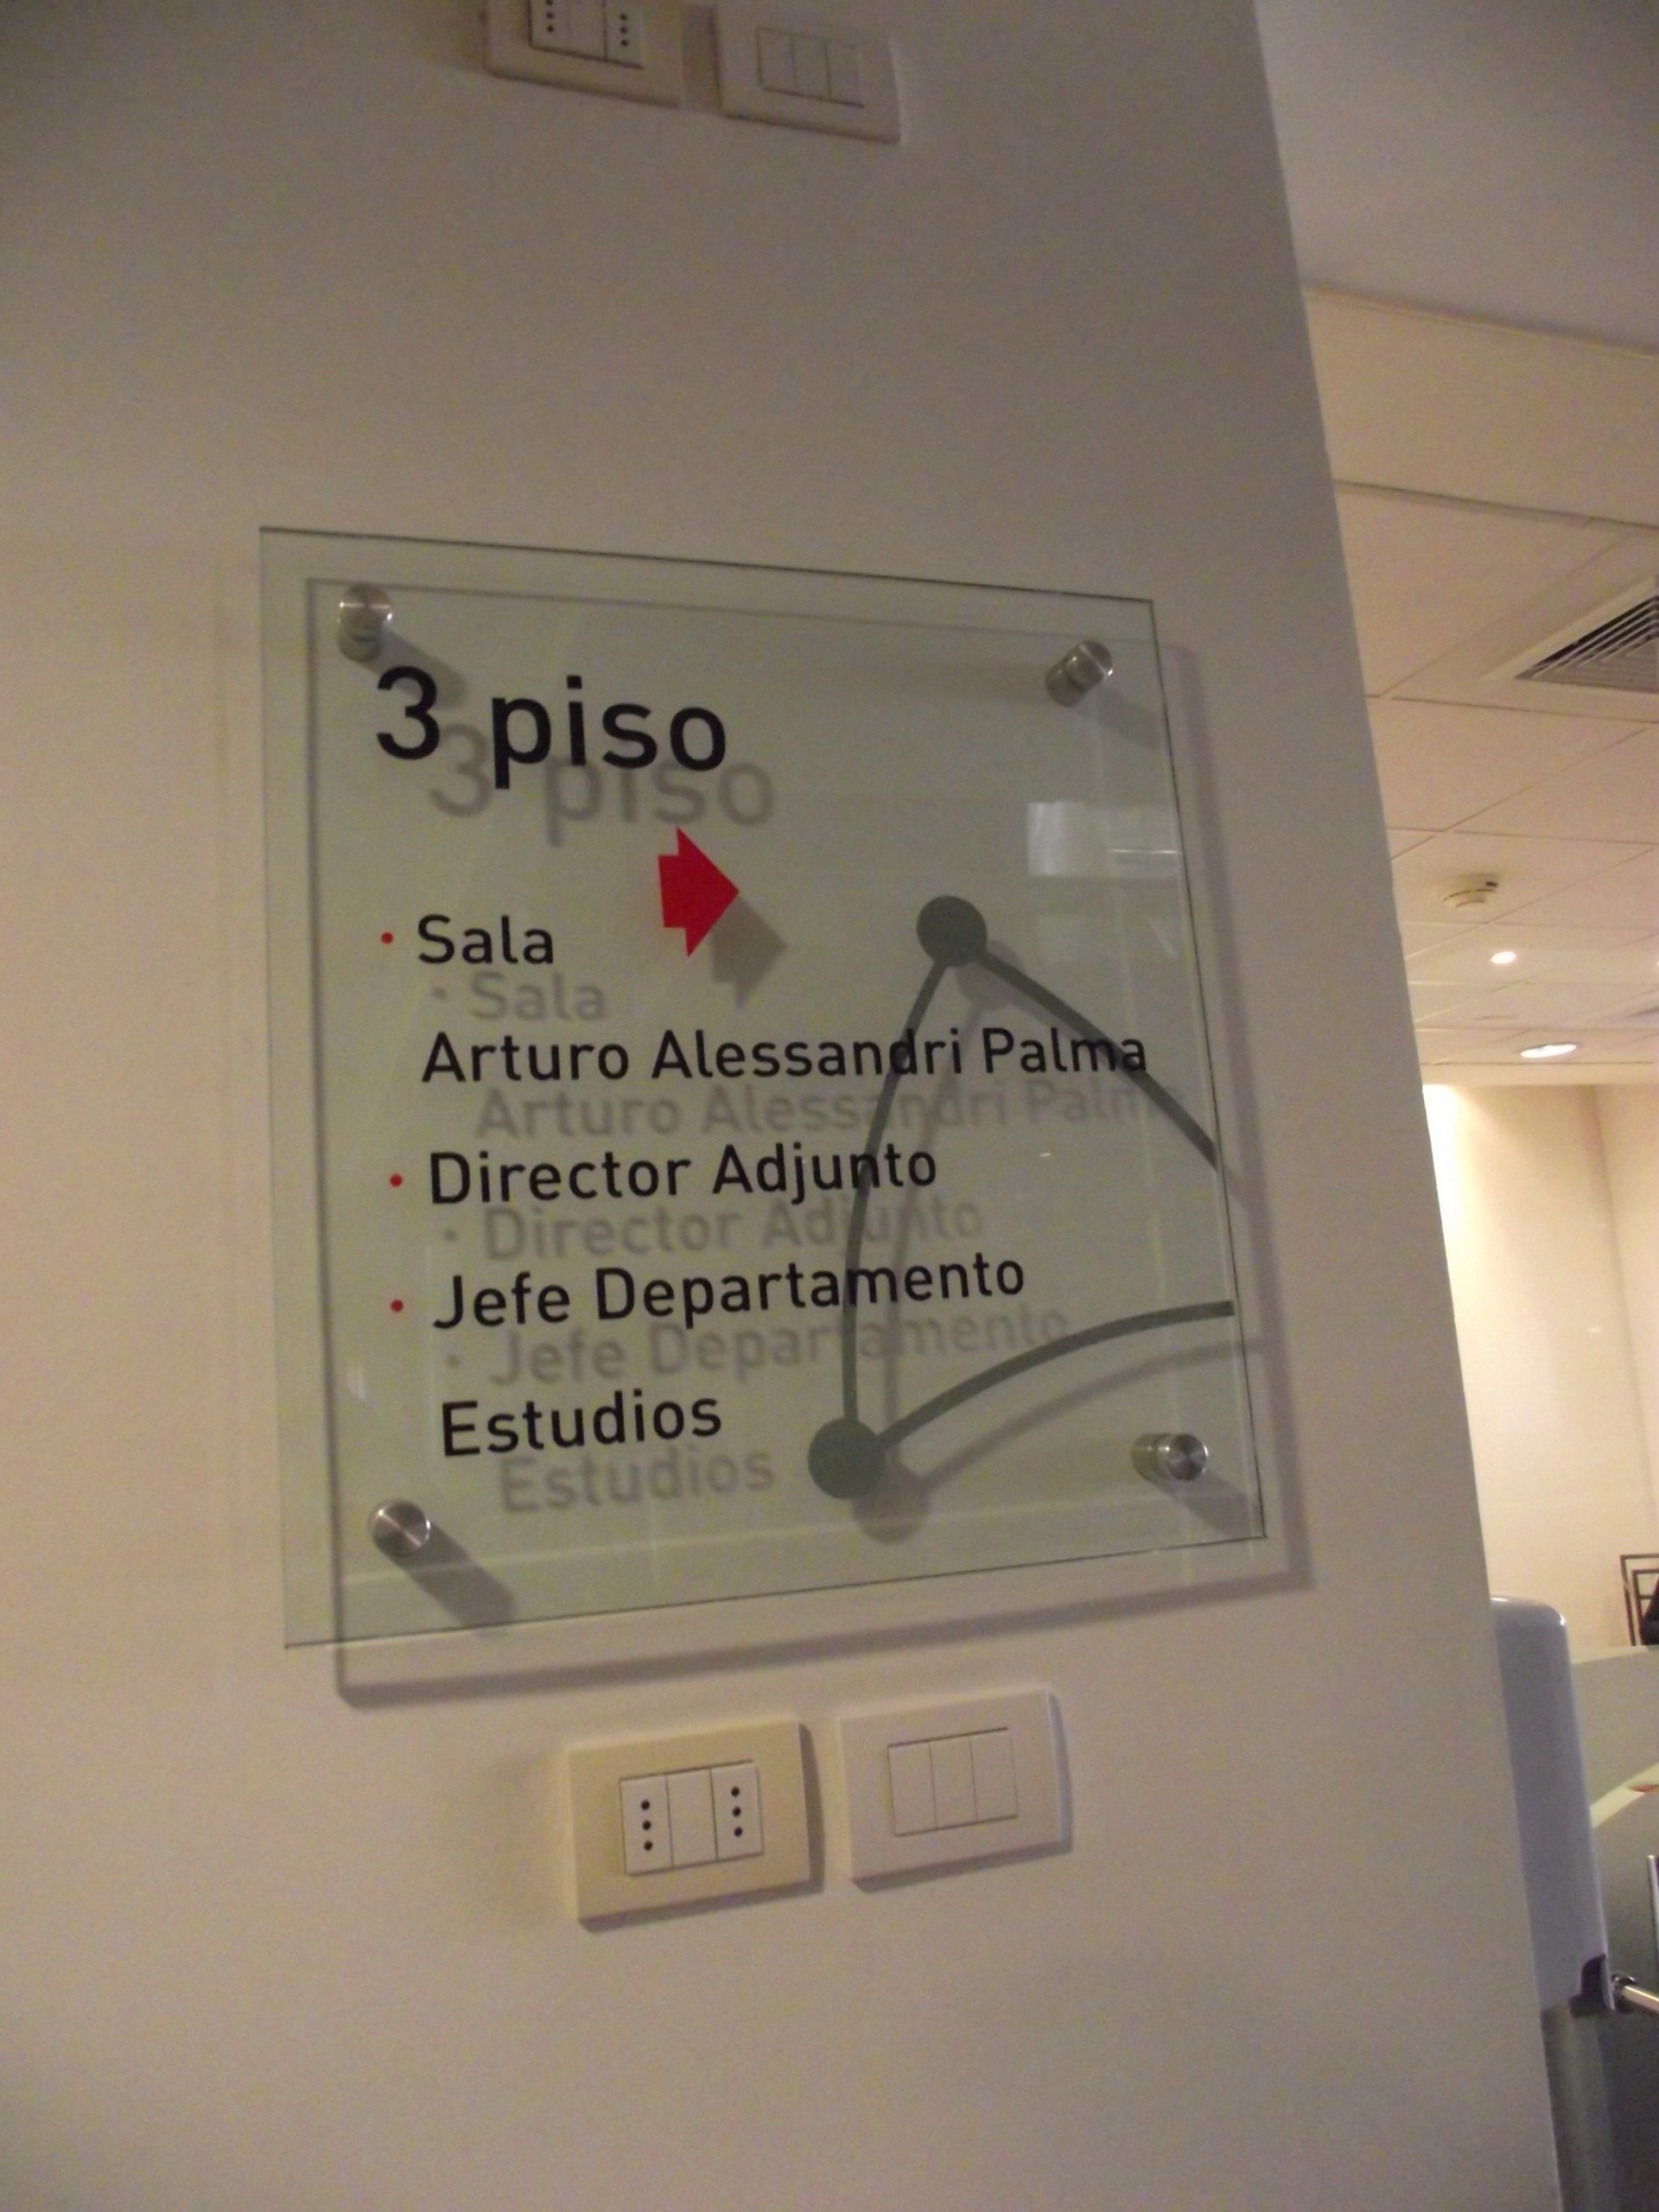 3 piso
• Sala
Arturo Alessandri Palma
• Director Adjunto
• Jefe Departamento
Estudios